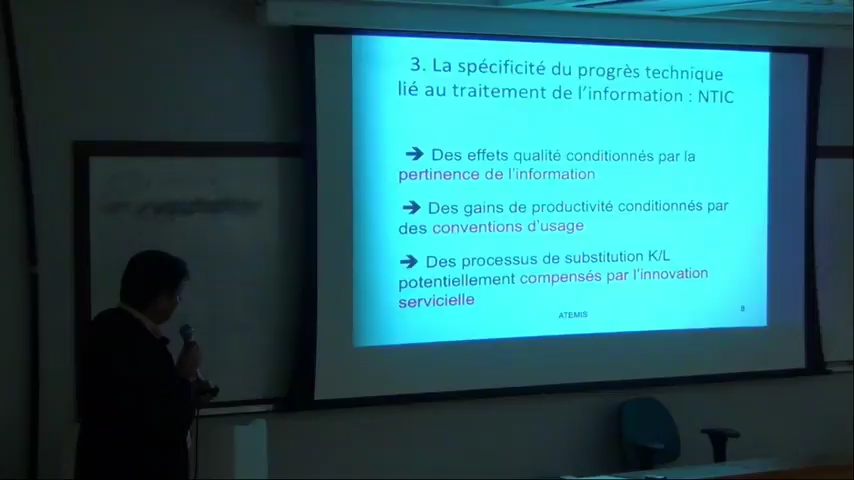 3. La spécificité du progrès technique
lié au traitement de l'information : NTIC
➔ Des effets qualité conditionnés par la
pertinence de l'information
➔ Des gains de productivité conditionnés par
des conventions d'usage
➔ Des processus de substitution K/L
potentiellement compensés par l'innovation
servicielle
ATEMIS
8